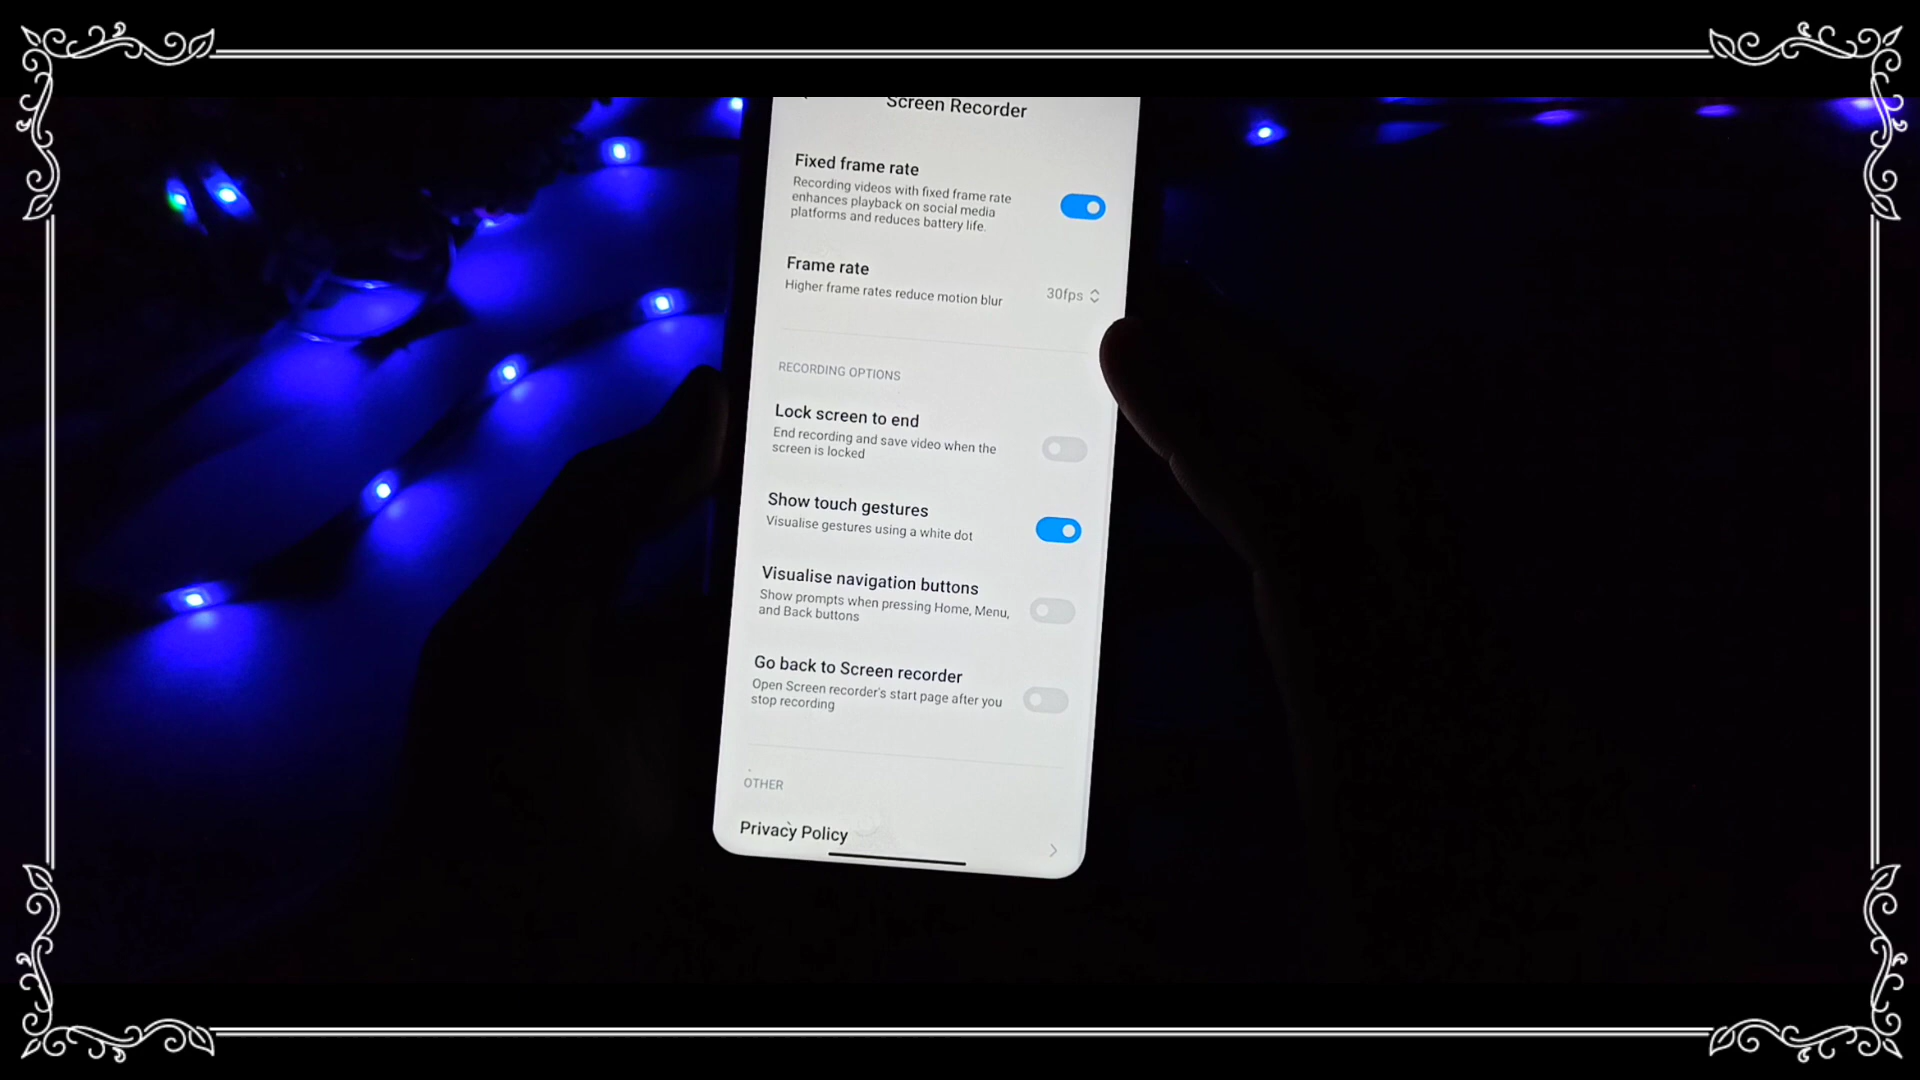 Screen Recorder
Fixed frame rate
Recording videos with fixed frame rate
enhances playback on social media
platforms and reduces battery life.
Frame rate
Higher frame rates reduce motion blur
30fps
RECORDING OPTIONS
Lock screen to end
End recording and save video when the
screen is locked
Show touch gestures
Visualise gestures using a white dot
Visualise navigation buttons
Show prompts when pressing Home, Menu,
and Back buttons
Go back to Screen recorder
Open Screen recorder's start page after you
stop recording
OTHER
Privacy Policy